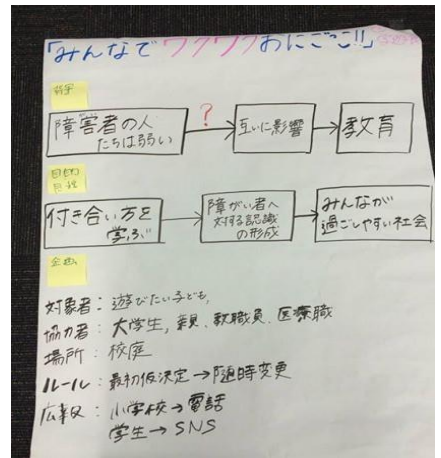 「みんなでワクワクおにごっこ!!」
背景
障害者の人
たちは弱い
?
互いに影響
教育
目的
付き合い方を
学ぶ
障がい者へ
対する認識
の形成
みんなが
過ごしやすい社会
企画
対象者：遊びたい子ども
協力者：大学生, 親, 教職員, 医療職
場所：校庭
ルール：最初仮決定→随時変更
広報：小学校→電話
学生→SNS